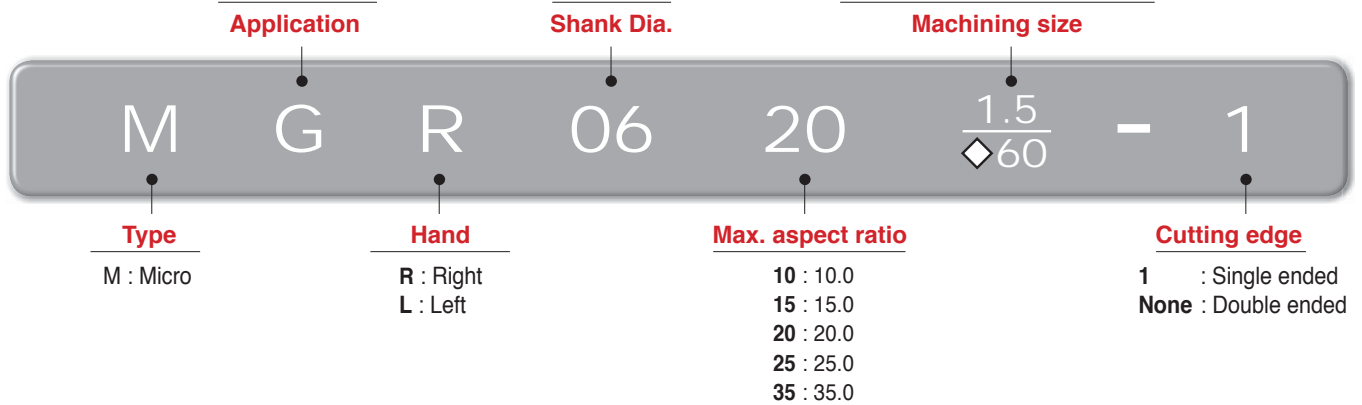 Application Shank Dia. Machining size
M G R 06 20 1.5/◇60 - 1
Type Hand Max. aspect ratio Cutting edge
M : Micro R : Right 10 : 10.0 1 : Single ended
L : Left 15 : 15.0 None : Double ended
20 : 20.0
25 : 25.0
35 : 35.0